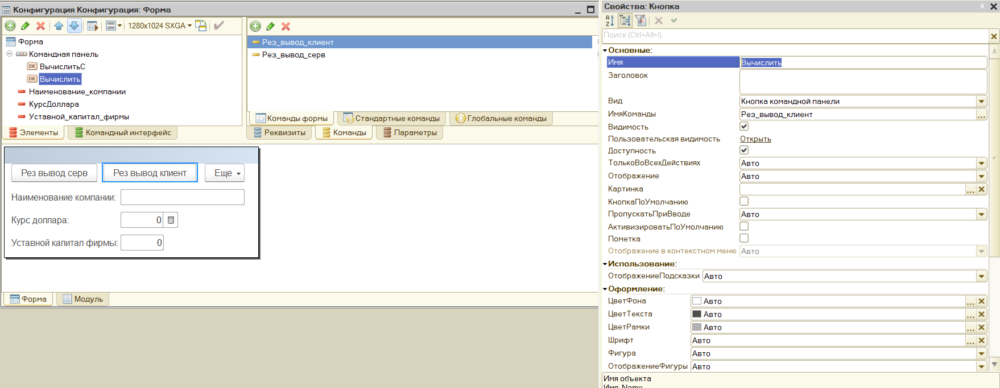 Конфигурация Конфигурация: Форма
1280x1024 SXGA
Форма
Командная панель
ВычислитьС
Вычислить
Наименование_компании
КурсДоллара
Уставной_капитал_фирмы
Элементы
Командный интерфейс
Рез_вывод_клиент
Рез_вывод_серв
Команды формы
Стандартные команды
Глобальные команды
Реквизиты
Команды
Параметры
Рез вывод серв
Рез вывод клиент
Еще
Наименование компании:
Курс доллара: 0
Уставной капитал фирмы: 0
Форма
Модуль
Свойства: Кнопка
Поиск (Ctrl+Alt+I)
Основные:
Имя Вычислить
Заголовок
Вид Кнопка командной панели
ИмяКоманды Рез_вывод_клиент
Видимость
Пользовательская видимость Открыть
Доступность
ТолькоВоВсехДействиях Авто
Отображение Авто
Картинка
КнопкаПоУмолчанию
ПропускатьПриВводе Авто
АктивизироватьПоУмолчанию
Пометка
Отображение в контекстном меню Авто
Использование:
ОтображениеПодсказки Авто
Оформление:
ЦветФона Авто
ЦветТекста Авто
ЦветРамки Авто
Шрифт Авто
Фигура Авто
ОтображениеФигуры Авто
Имя объекта
Имя, Name